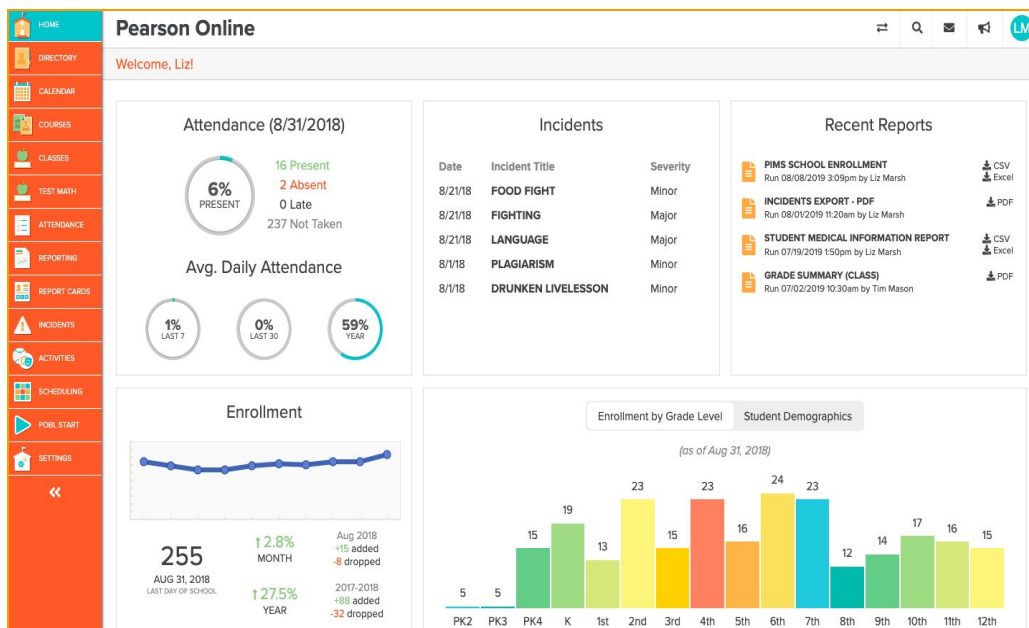 HOME
Pearson Online
LM
DIRECTORY
Welcome, Liz!
CALENDAR
COURSES
CLASSES
TEST MATH
ATTENDANCE
REPORTING
REPORT CARDS
INCIDENTS
ACTIVITIES
SCHEDULING
POBL START
SETTINGS
«
Attendance (8/31/2018)
6%
PRESENT
16 Present
2 Absent
0 Late
237 Not Taken
Avg. Daily Attendance
1%
LAST 7
0%
LAST 30
59%
YEAR
Incidents
Date Incident Title Severity
8/21/18 FOOD FIGHT Minor
8/21/18 FIGHTING Major
8/21/18 LANGUAGE Major
8/1/18 PLAGIARISM Minor
8/1/18 DRUNKEN LIVELESSON Minor
Recent Reports
PIMS SCHOOL ENROLLMENT CSV
Run 08/08/2019 3:09pm by Liz Marsh Excel
INCIDENTS EXPORT - PDF PDF
Run 08/01/2019 11:20am by Liz Marsh
STUDENT MEDICAL INFORMATION REPORT CSV
Run 07/19/2019 1:50pm by Liz Marsh Excel
GRADE SUMMARY (CLASS) PDF
Run 07/02/2019 10:30am by Tim Mason
Enrollment
255
AUG 31, 2018
LAST DAY OF SCHOOL
↑2.8%
MONTH
Aug 2018
+15 added
-8 dropped
↑27.5%
YEAR
2017-2018
+88 added
-32 dropped
Enrollment by Grade Level Student Demographics
(as of Aug 31, 2018)
5 5 15 19 13 23 15 23 16 24 23 12 14 17 16 15
PK2 PK3 PK4 K 1st 2nd 3rd 4th 5th 6th 7th 8th 9th 10th 11th 12th